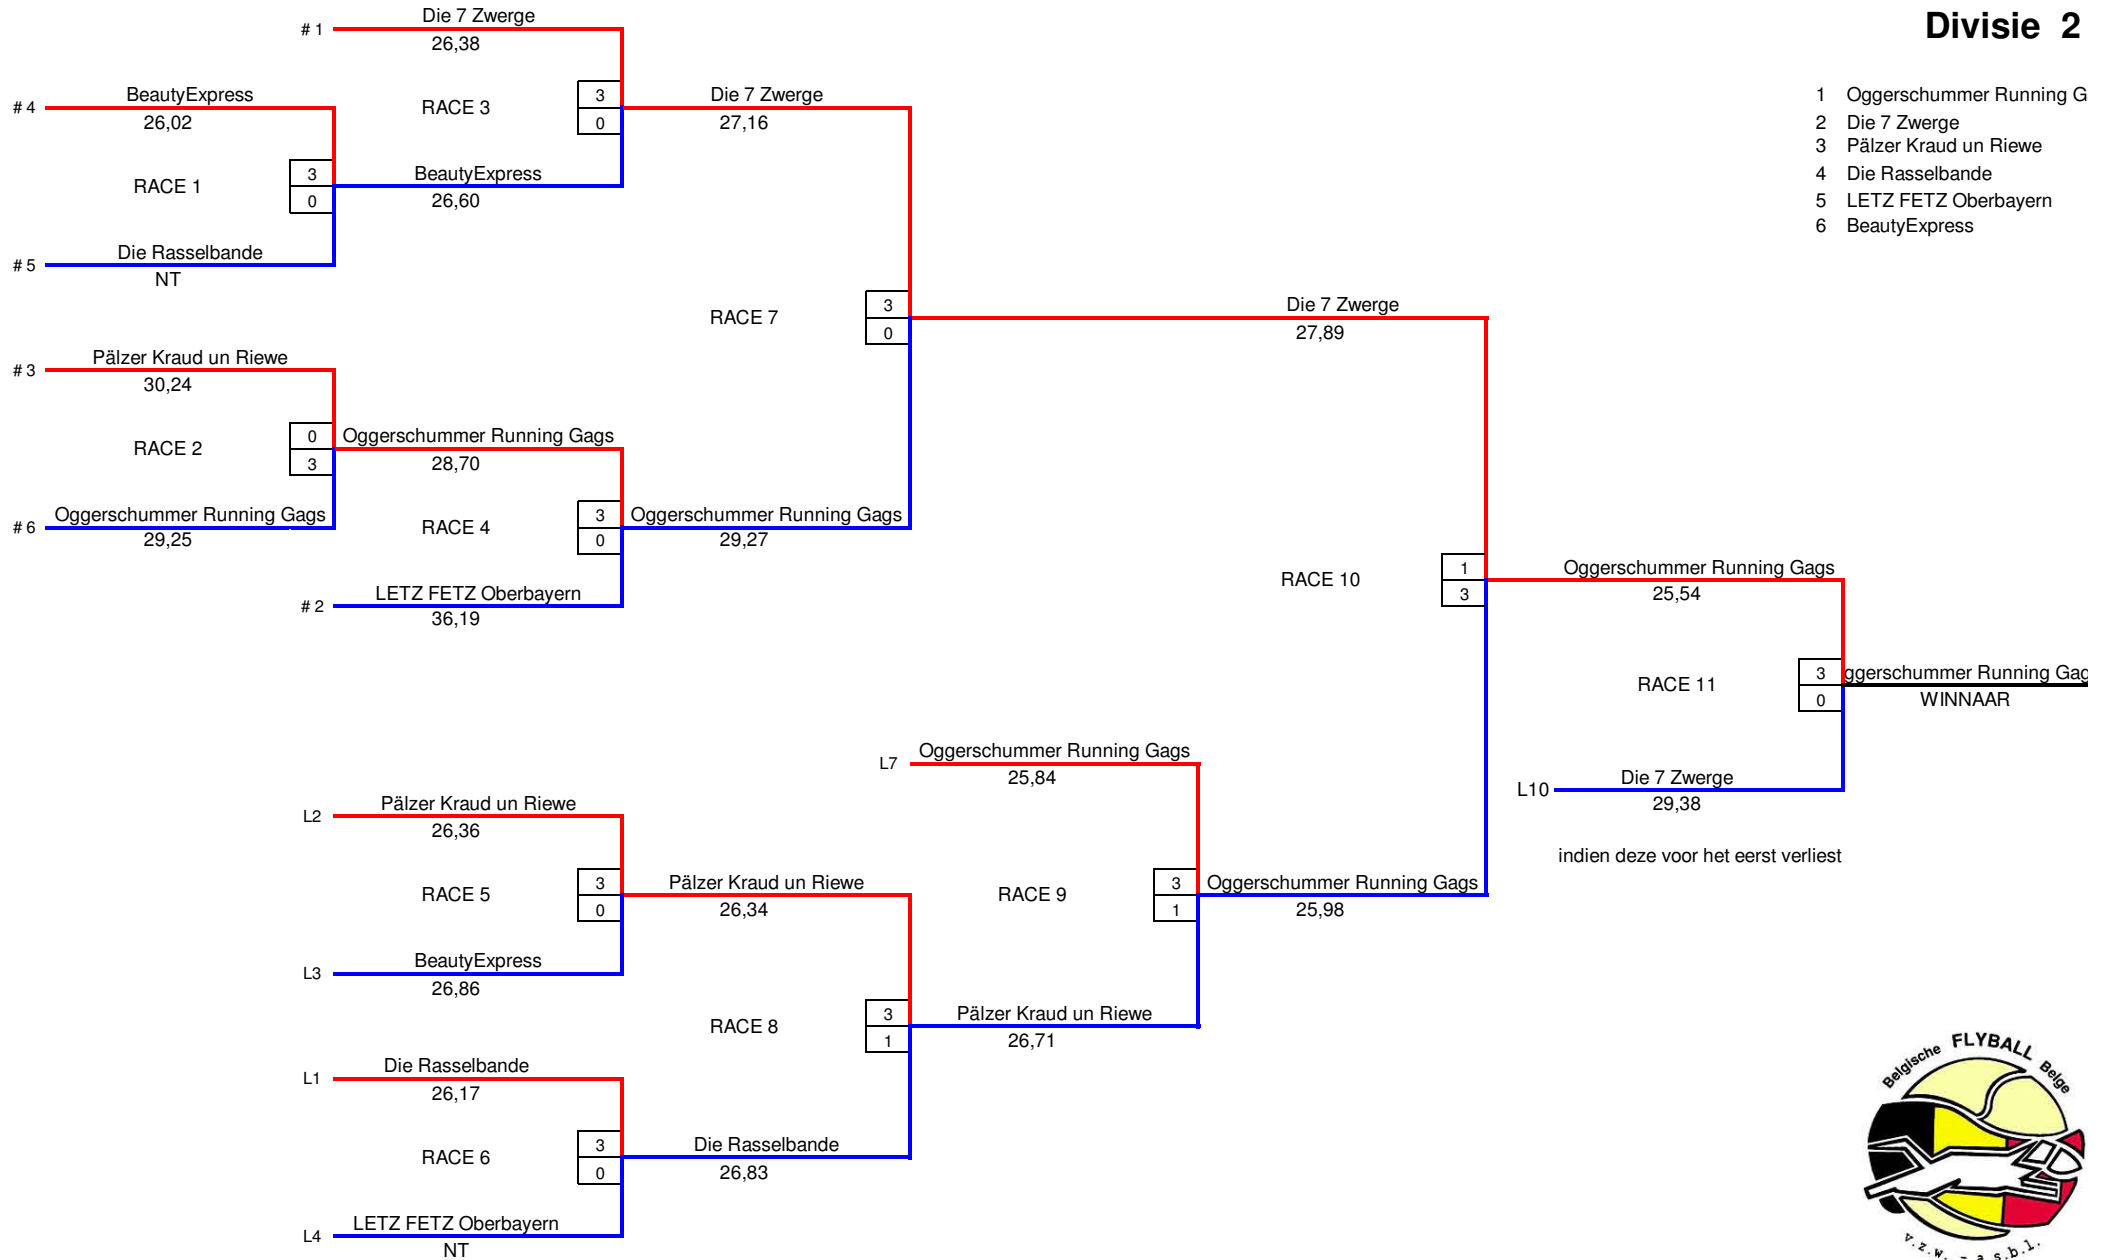 Divisie 2
1 Oggerschummer Running G
2 Die 7 Zwerge
3 Pälzer Kraud un Riewe
4 Die Rasselbande
5 LETZ FETZ Oberbayern
6 BeautyExpress
# 1 Die 7 Zwerge
26,38
# 4 BeautyExpress
26,02
RACE 3 3
0
Die 7 Zwerge
27,16
RACE 1 3
0
BeautyExpress
26,60
# 5 Die Rasselbande
NT
RACE 7 3
0
Die 7 Zwerge
27,89
# 3 Pälzer Kraud un Riewe
30,24
RACE 2 0
3
Oggerschummer Running Gags
28,70
# 6 Oggerschummer Running Gags
29,25
RACE 4 3
0
Oggerschummer Running Gags
29,27
# 2 LETZ FETZ Oberbayern
36,19
RACE 10 1
3
Oggerschummer Running Gags
25,54
RACE 11 3
0
ggerschummer Running Gag
WINNAAR
L7 Oggerschummer Running Gags
25,84
L10 Die 7 Zwerge
29,38
indien deze voor het eerst verliest
L2 Pälzer Kraud un Riewe
26,36
RACE 5 3
0
Pälzer Kraud un Riewe
26,34
RACE 9 3
1
Oggerschummer Running Gags
25,98
L3 BeautyExpress
26,86
RACE 8 3
1
Pälzer Kraud un Riewe
26,71
L1 Die Rasselbande
26,17
RACE 6 3
0
Die Rasselbande
26,83
L4 LETZ FETZ Oberbayern
NT
Belgische FLYBALL Belge
v.z.w. - a.s.b.l.